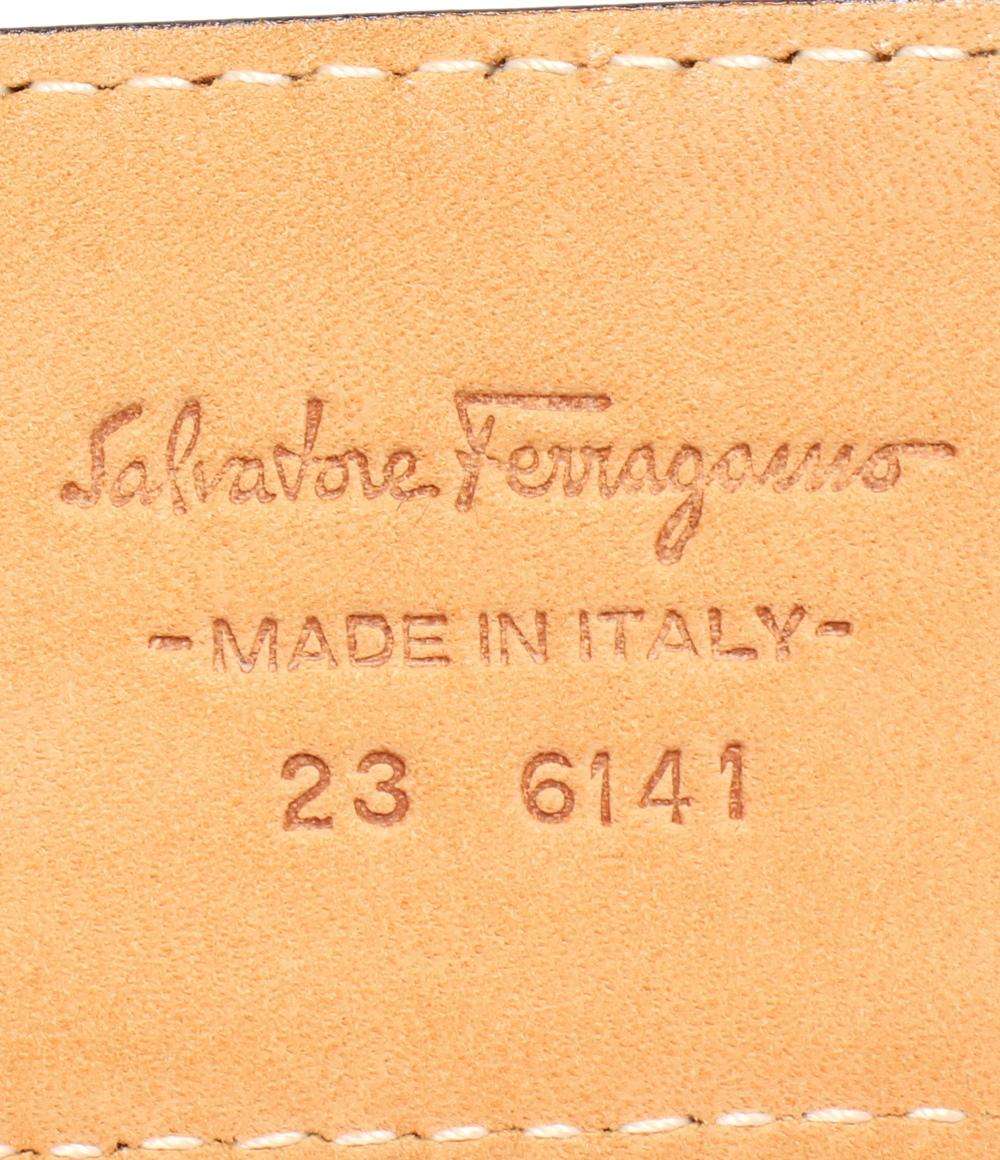 Salvatore Ferragamo
-MADE IN ITALY-
23 6141